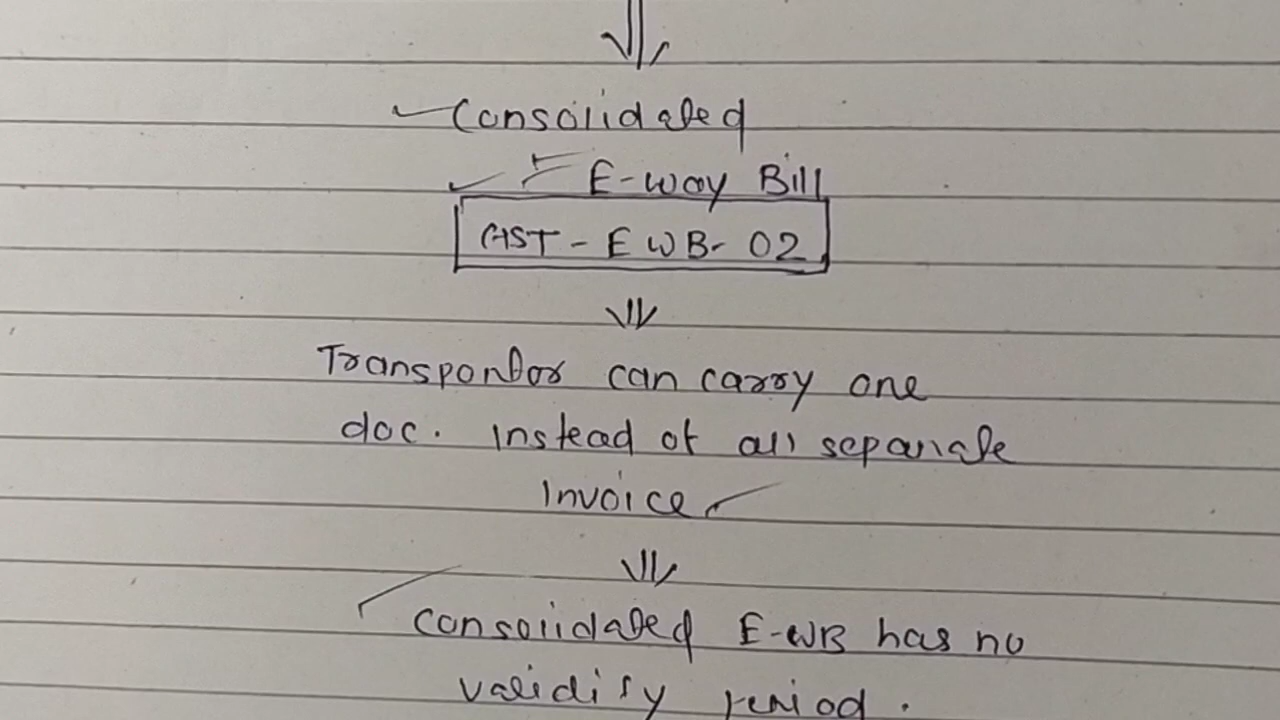 Consolidated
E-way Bill
GST - EWB- 02
Transportor can carry one
doc. instead of all separate
invoice
consolidated E-WB has no
validity period.